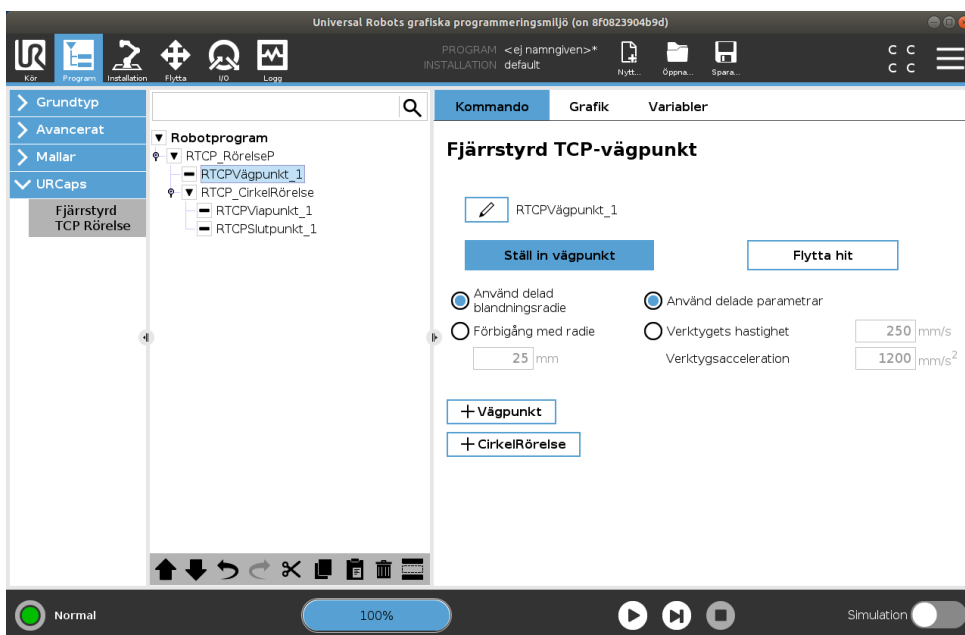 Universal Robots grafiska programmeringsmiljö (on 8f0823904b9d)
UR
PROGRAM <ej namngiven>*
INSTALLATION default
Kör Program Installation Flytta I/O Logg
Nytt... Öppna... Spara...
C C
C C
Grundtyp
Avancerat
Mallar
URCaps
Fjärrstyrd
TCP Rörelse
Robotprogram
RTCP_RörelseP
RTCPVägpunkt_1
RTCP_CirkelRörelse
RTCPViapunkt_1
RTCPSlutpunkt_1
Kommando Grafik Variabler
Fjärrstyrd TCP-vägpunkt
RTCPVägpunkt_1
Ställ in vägpunkt Flytta hit
Använd delad
blandningsradie
Använd delade parametrar
Förbigång med radie
Verktygets hastighet 250 mm/s
25 mm
Verktygsacceleration 1200 mm/s²
+Vägpunkt
+CirkelRörelse
Normal 100% Simulation